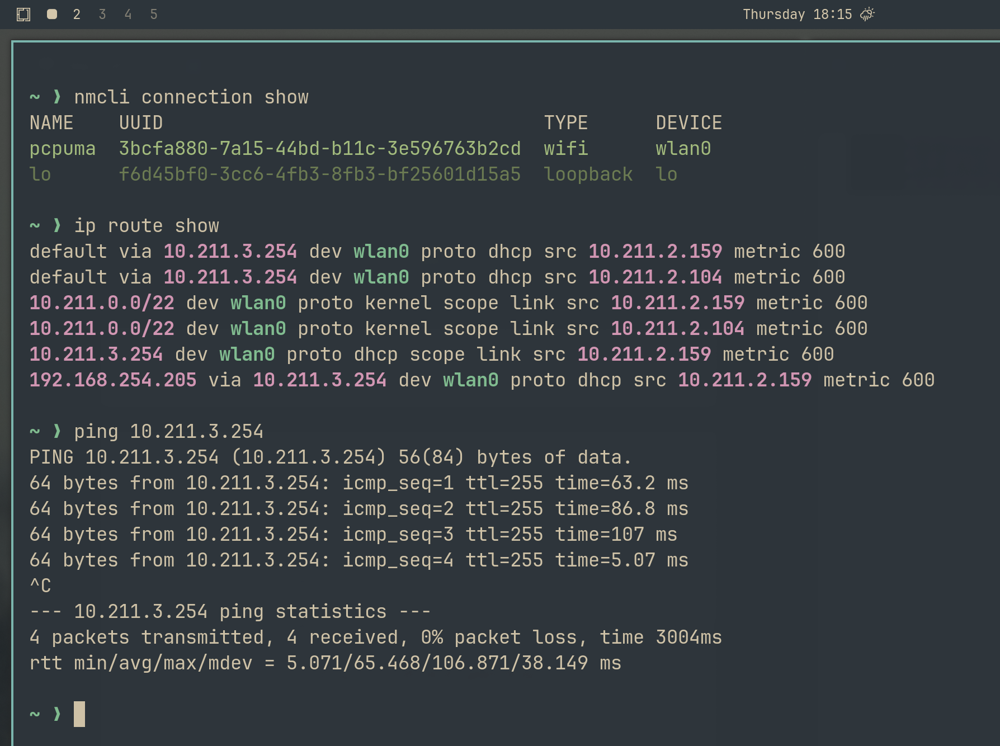 2 3 4 5 Thursday 18:15
~ ❯ nmcli connection show
NAME    UUID                                  TYPE      DEVICE
pcpuma  3bcfa880-7a15-44bd-b11c-3e596763b2cd  wifi      wlan0
lo      f6d45bf0-3cc6-4fb3-8fb3-bf25601d15a5  loopback  lo
~ ❯ ip route show
default via 10.211.3.254 dev wlan0 proto dhcp src 10.211.2.159 metric 600
default via 10.211.3.254 dev wlan0 proto dhcp src 10.211.2.104 metric 600
10.211.0.0/22 dev wlan0 proto kernel scope link src 10.211.2.159 metric 600
10.211.0.0/22 dev wlan0 proto kernel scope link src 10.211.2.104 metric 600
10.211.3.254 dev wlan0 proto dhcp scope link src 10.211.2.159 metric 600
192.168.254.205 via 10.211.3.254 dev wlan0 proto dhcp src 10.211.2.159 metric 600
~ ❯ ping 10.211.3.254
PING 10.211.3.254 (10.211.3.254) 56(84) bytes of data.
64 bytes from 10.211.3.254: icmp_seq=1 ttl=255 time=63.2 ms
64 bytes from 10.211.3.254: icmp_seq=2 ttl=255 time=86.8 ms
64 bytes from 10.211.3.254: icmp_seq=3 ttl=255 time=107 ms
64 bytes from 10.211.3.254: icmp_seq=4 ttl=255 time=5.07 ms
^C
--- 10.211.3.254 ping statistics ---
4 packets transmitted, 4 received, 0% packet loss, time 3004ms
rtt min/avg/max/mdev = 5.071/65.468/106.871/38.149 ms
~ ❯